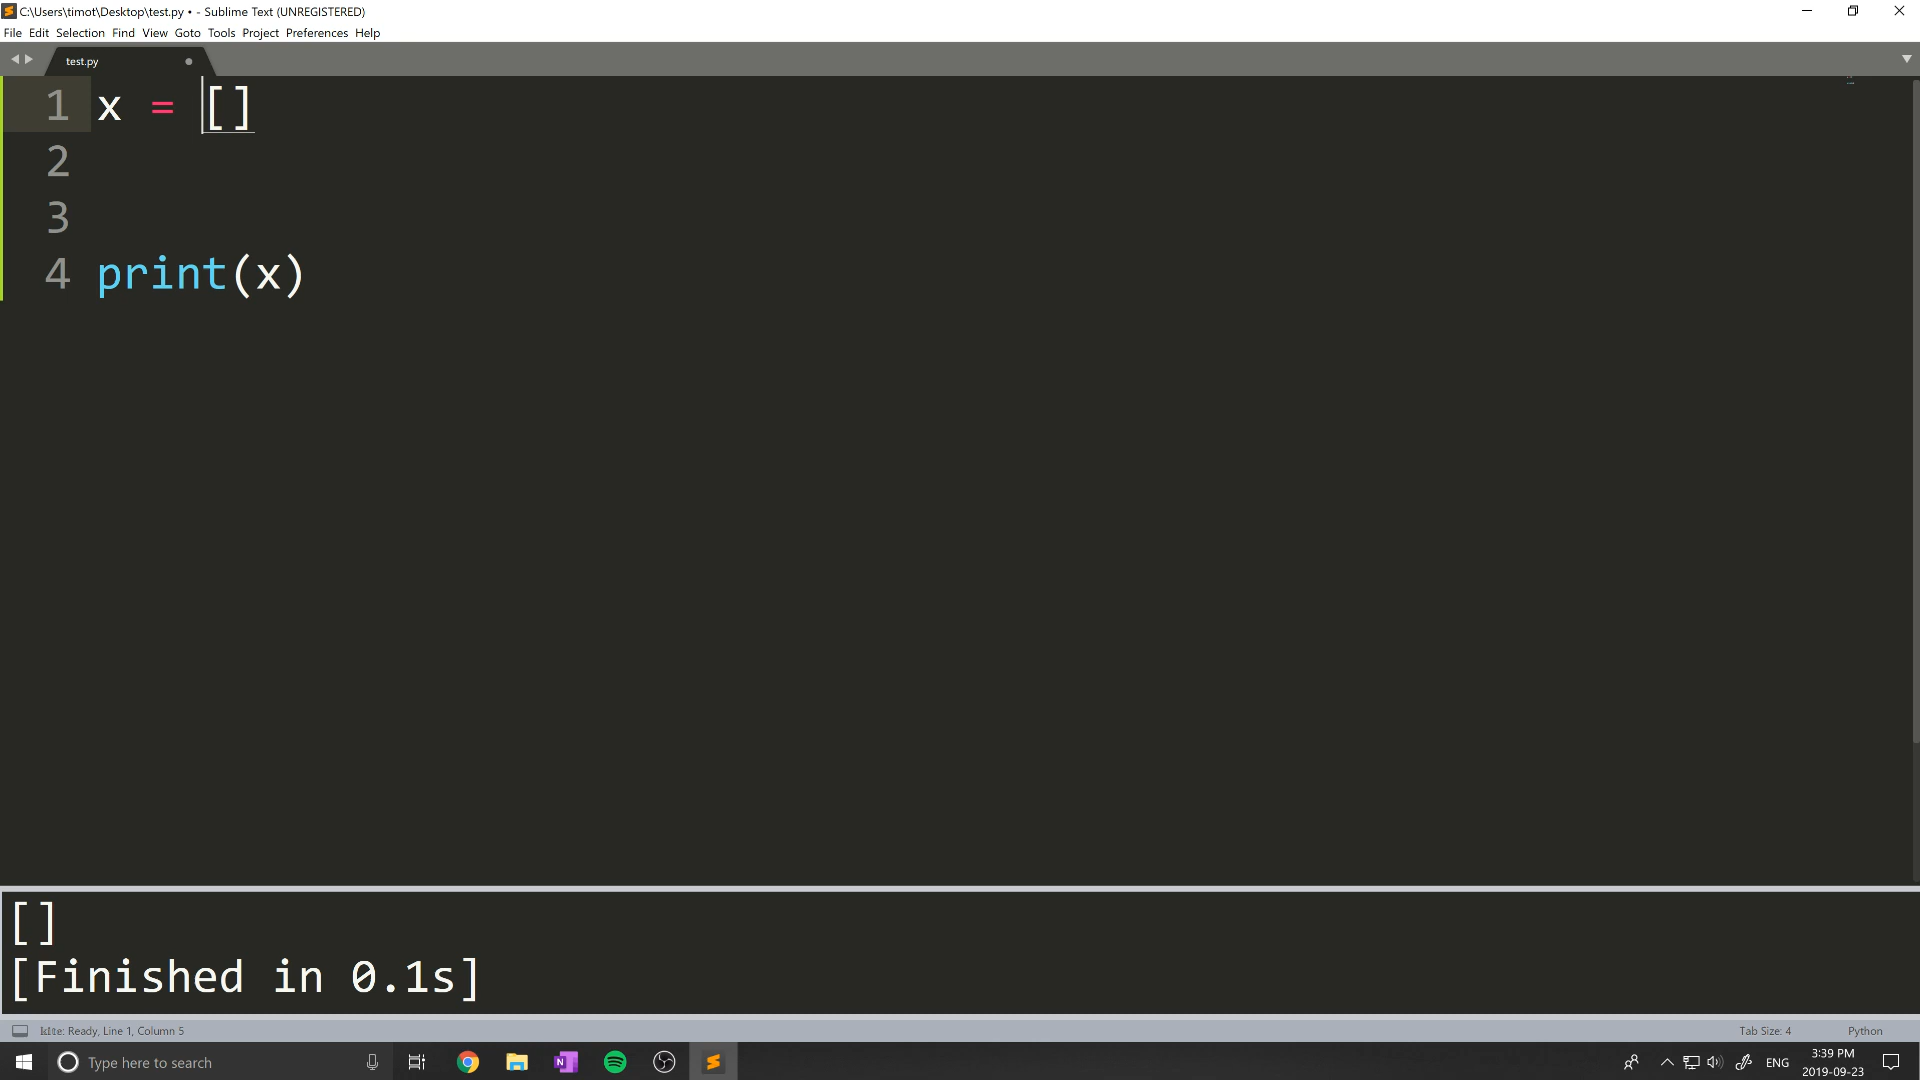 C:\Users\timot\Desktop\test.py • - Sublime Text (UNREGISTERED)
File Edit Selection Find View Goto Tools Project Preferences Help
test.py
1 x = []
2
3
4 print(x)
[]
[Finished in 0.1s]
Ready, Line 1, Column 5
Tab Size: 4
Python
Type here to search
ENG
3:39 PM
2019-09-23